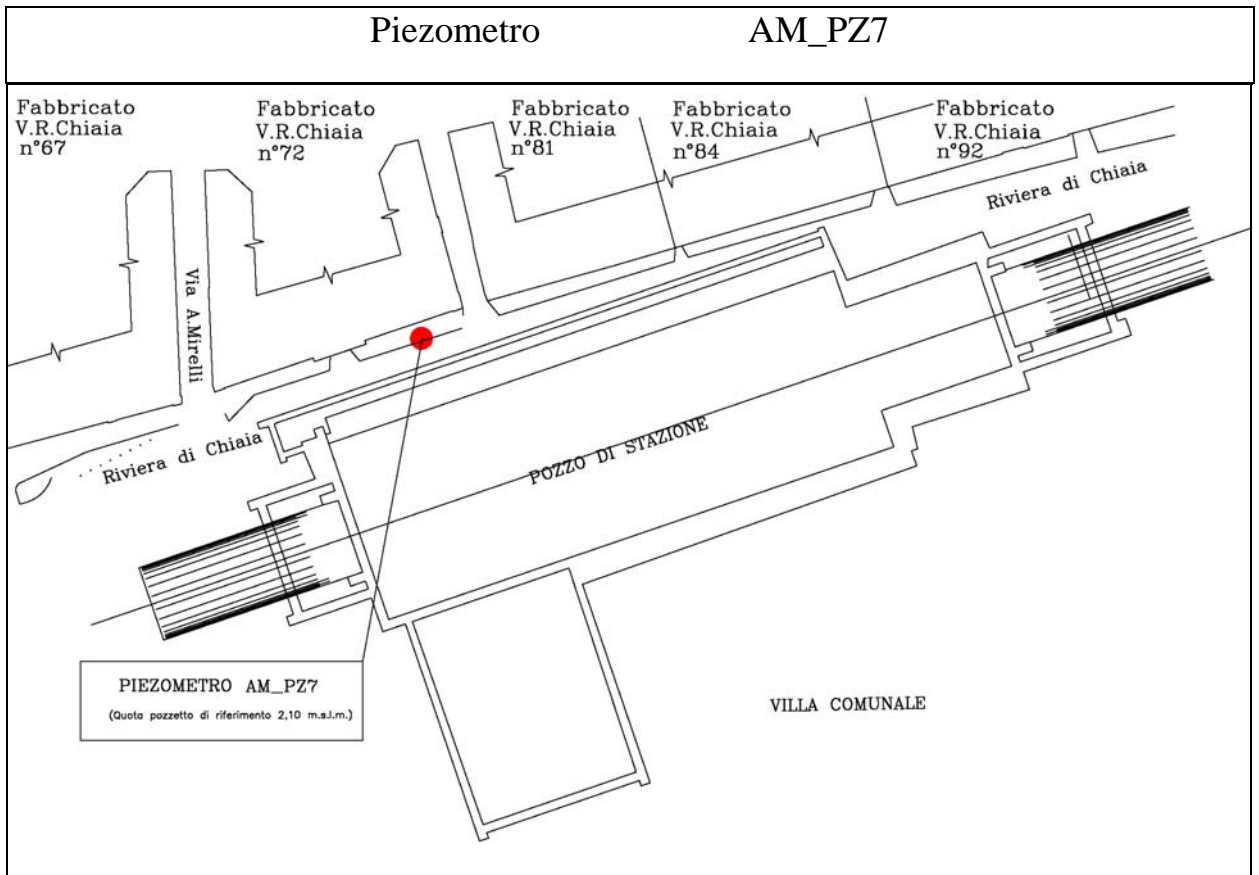 Piezometro AM_PZ7
Fabbricato
V.R.Chiaia
n°67
Fabbricato
V.R.Chiaia
n°72
Fabbricato
V.R.Chiaia
n°81
Fabbricato
V.R.Chiaia
n°84
Fabbricato
V.R.Chiaia
n°92
Riviera di Chiaia
Via A.Mirelli
Riviera di Chiaia
POZZO DI STAZIONE
PIEZOMETRO AM_PZ7
(Quota pozzetto di riferimento 2,10 m.s.l.m.)
VILLA COMUNALE